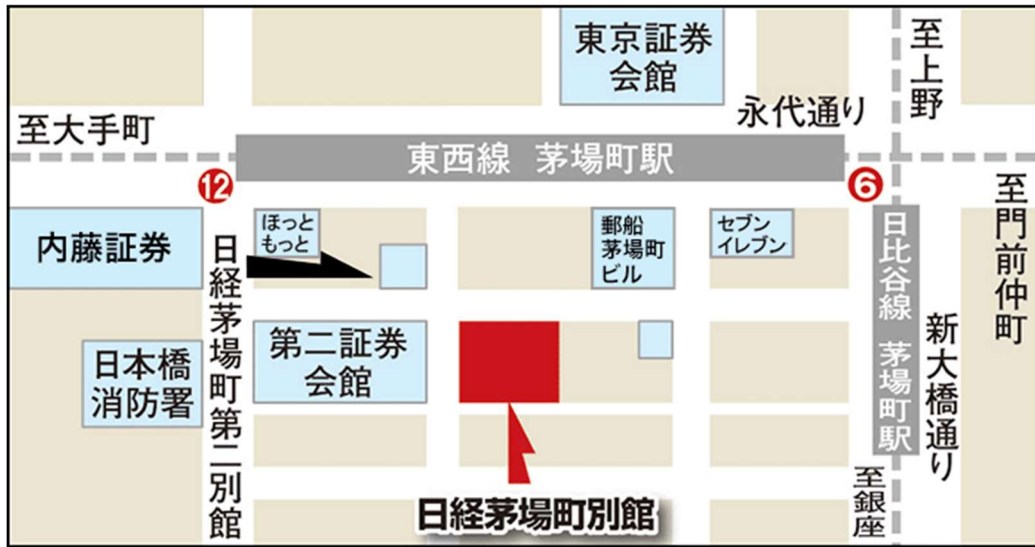 東京証券
会館
至上野
永代通り
至大手町
東西線 茅場町駅
⑫
⑥
至門前仲町
内藤証券
日経茅場町第二別館
ほっと
もっと
郵船
茅場町
ビル
セブン
イレブン
日比谷線 茅場町駅
新大橋通り
日本橋
消防署
第二証券
会館
至銀座
日経茅場町別館